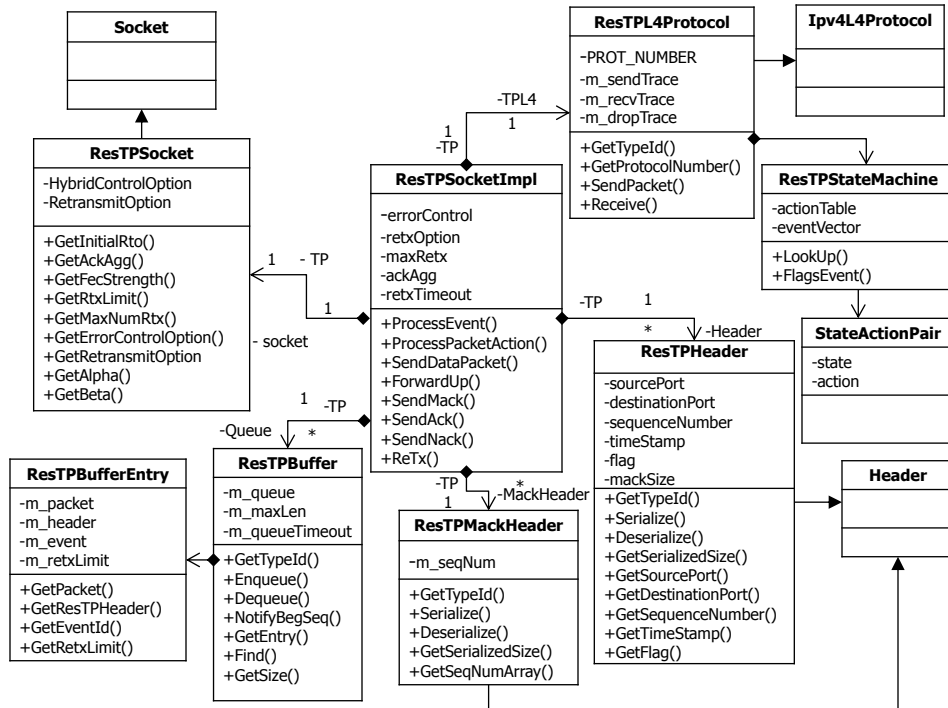 Socket
ResTPL4Protocol
-PROT_NUMBER
-m_sendTrace
-m_recvTrace
-m_dropTrace
+GetTypeId()
+GetProtocolNumber()
+SendPacket()
+Receive()
Ipv4L4Protocol
-TPL4
1
1
-TP
ResTPSocket
-HybridControlOption
-RetransmitOption
+GetInitialRto()
+GetAckAgg()
+GetFecStrength()
+GetRtxLimit()
+GetMaxNumRtx()
+GetErrorControlOption()
+GetRetransmitOption
+GetAlpha()
+GetBeta()
1
- TP
1
- socket
ResTPSocketImpl
-errorControl
-retxOption
-maxRetx
-ackAgg
-retxTimeout
+ProcessEvent()
+ProcessPacketAction()
+SendDataPacket()
+ForwardUp()
+SendMack()
+SendAck()
+SendNack()
+ReTx()
ResTPStateMachine
-actionTable
-eventVector
+LookUp()
+FlagsEvent()
StateActionPair
-state
-action
-TP
1
*
-Header
ResTPHeader
-sourcePort
-destinationPort
-sequenceNumber
-timeStamp
-flag
-mackSize
+GetTypeId()
+Serialize()
+Deserialize()
+GetSerializedSize()
+GetSourcePort()
+GetDestinationPort()
+GetSequenceNumber()
+GetTimeStamp()
+GetFlag()
Header
1
-TP
-Queue
*
ResTPBufferEntry
-m_packet
-m_header
-m_event
-m_retxLimit
+GetPacket()
+GetResTPHeader()
+GetEventId()
+GetRetxLimit()
ResTPBuffer
-m_queue
-m_maxLen
-m_queueTimeout
+GetTypeId()
+Enqueue()
+Dequeue()
+NotifyBegSeq()
+GetEntry()
+Find()
+GetSize()
-TP
*
1
-MackHeader
ResTPMackHeader
-m_seqNum
+GetTypeId()
+Serialize()
+Deserialize()
+GetSerializedSize()
+GetSeqNumArray()